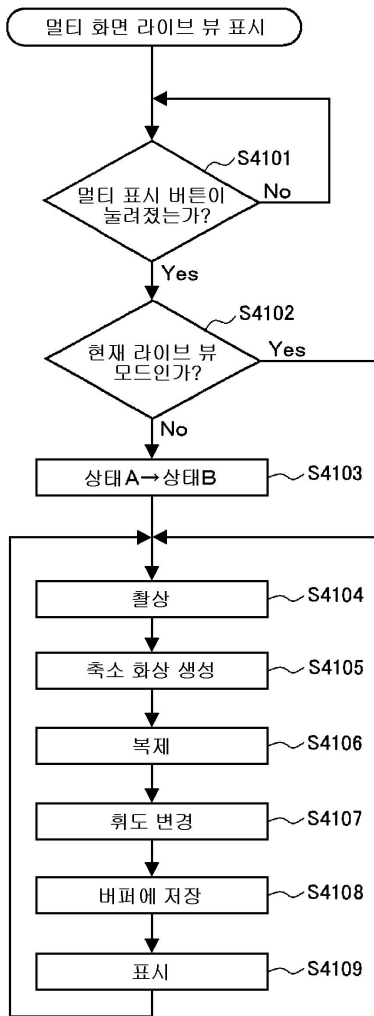 멀티 화면 라이브 뷰 표시
S4101
멀티 표시 버튼이
눌려졌는가?
No
Yes
S4102
현재 라이브 뷰
모드인가?
Yes
No
상태A→상태B
S4103
촬상
S4104
축소 화상 생성
S4105
복제
S4106
휘도 변경
S4107
버퍼에 저장
S4108
표시
S4109